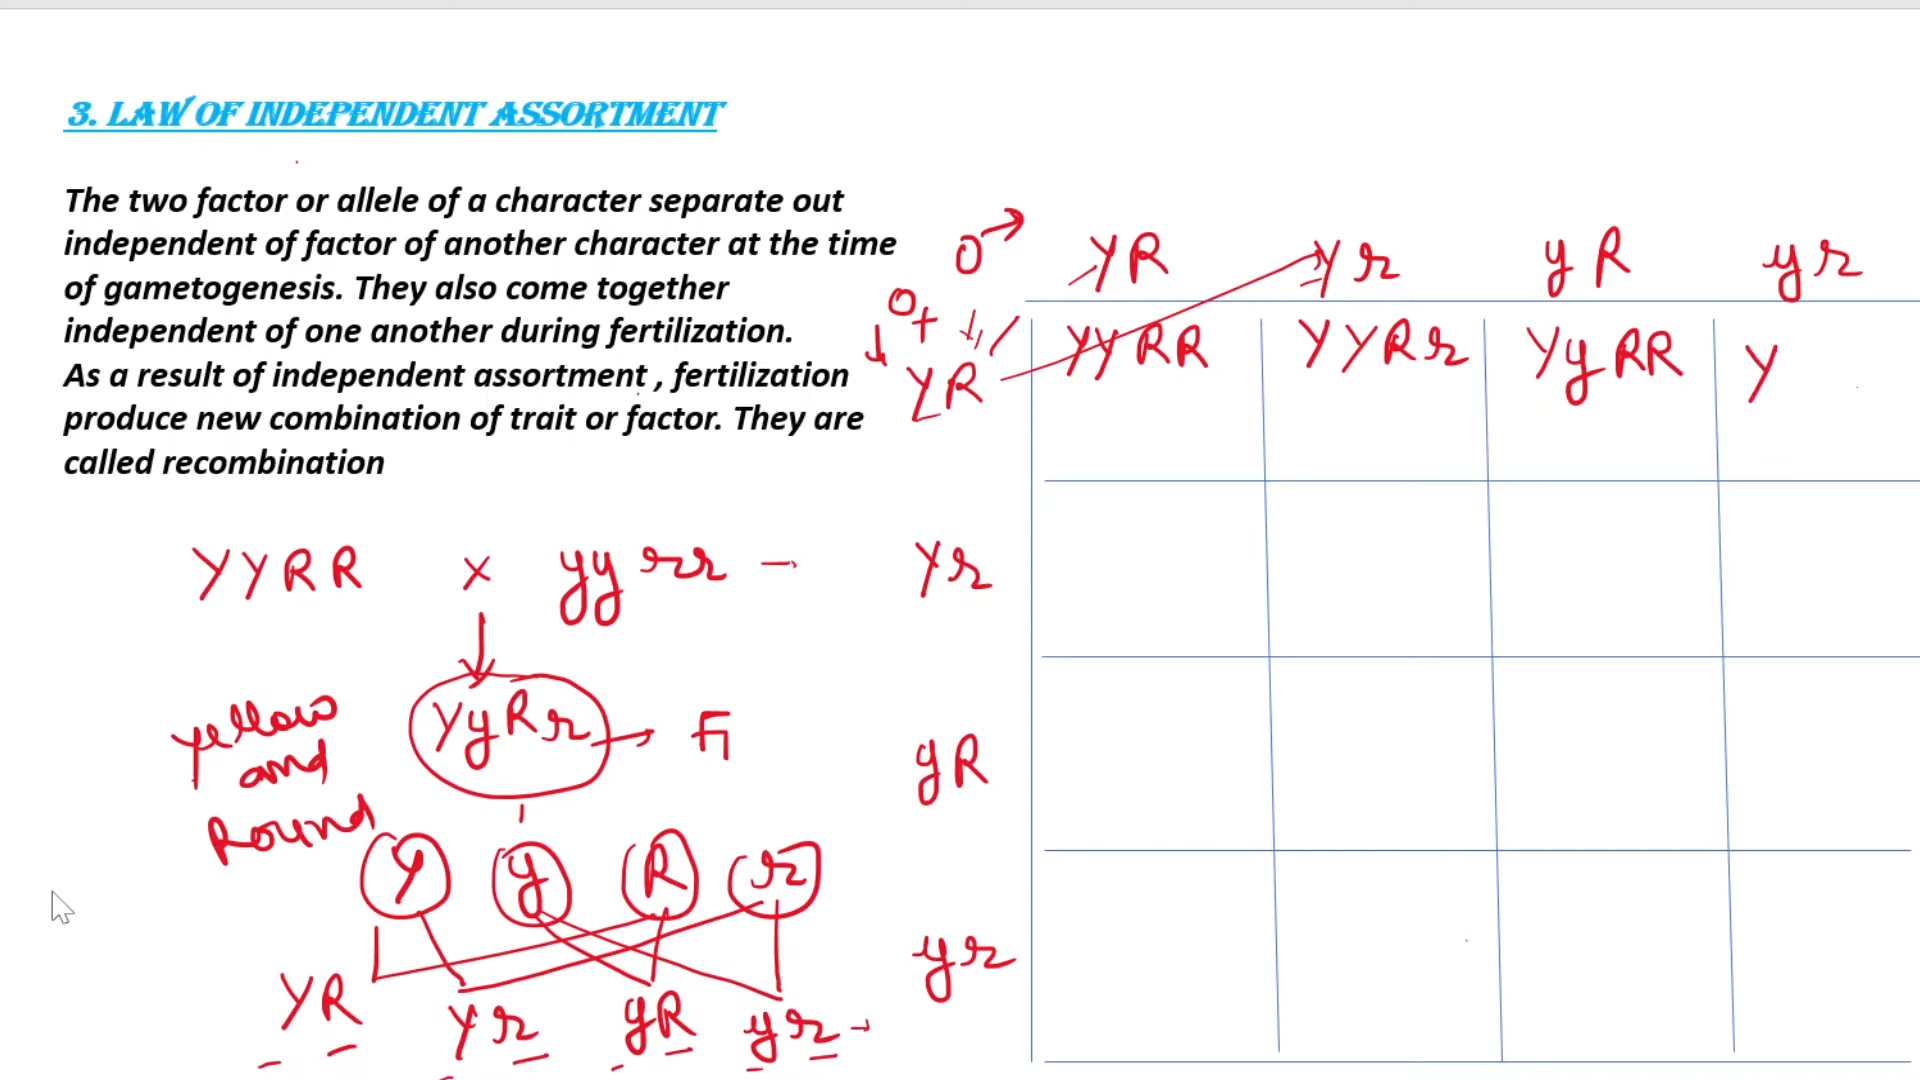 3. LAW OF INDEPENDENT ASSORTMENT
The two factor or allele of a character separate out
independent of factor of another character at the time
of gametogenesis. They also come together
independent of one another during fertilization.
As a result of independent assortment , fertilization
produce new combination of trait or factor. They are
called recombination
YYRR x yyrr
YyRr → F1
yellow
and
Round
Y y R r
YR Yr yR yr
♂ YR Yr yR yr
♀
YR YYRR YYRr YyRR Y
Yr
yR
yr